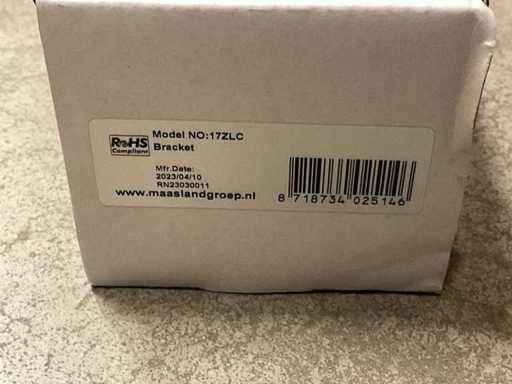 RoHS
Compliant
Model NO:17ZLC
Bracket
Mfr.Date:
2023/04/10
RN23030011
www.maaslandgroep.nl
8 718734 025146